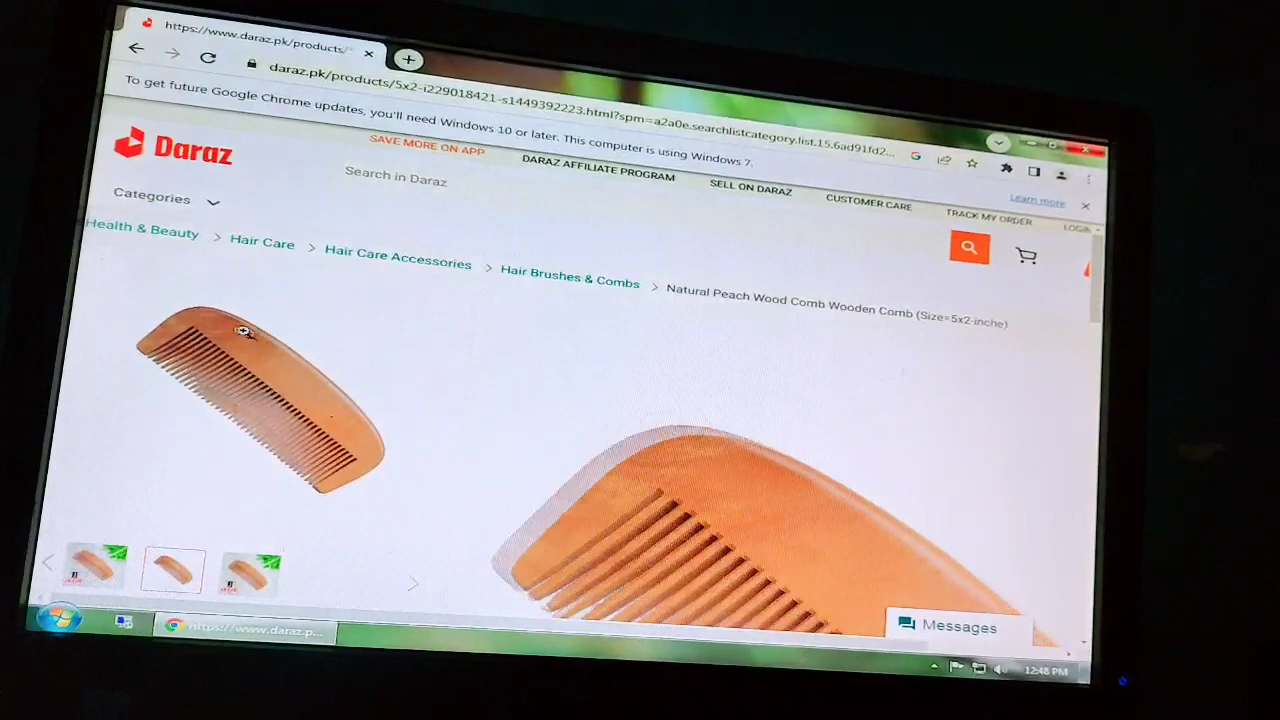 https://www.daraz.pk/products/
daraz.pk/products/5x2-i229018421-s1449392223.html?spm=a2a0e.searchlistcategory.list.15.6ad91fd2...
To get future Google Chrome updates, you'll need Windows 10 or later. This computer is using Windows 7.
Learn more
SAVE MORE ON APP
DARAZ AFFILIATE PROGRAM
SELL ON DARAZ
CUSTOMER CARE
TRACK MY ORDER
LOGIN
Daraz
Search in Daraz
Categories
Health & Beauty > Hair Care > Hair Care Accessories > Hair Brushes & Combs > Natural Peach Wood Comb Wooden Comb (Size=5x2-inche)
Messages
https://www.daraz.p...
12:48 PM